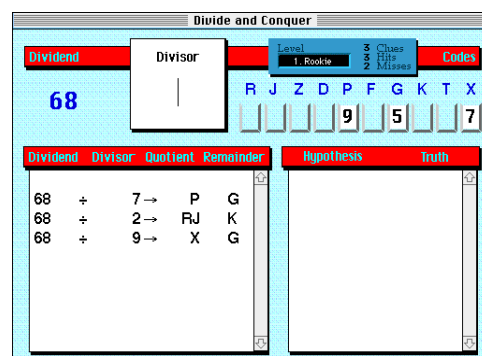 Divide and Conquer
Dividend
Divisor
Level
1. Rookie
3 Clues
3 Hits
2 Misses
Codes
68
R J Z D P F G K T X
9 5 7
Dividend Divisor Quotient Remainder
Hypothesis Truth
68 ÷ 7→ P G
68 ÷ 2→ RJ K
68 ÷ 9→ X G